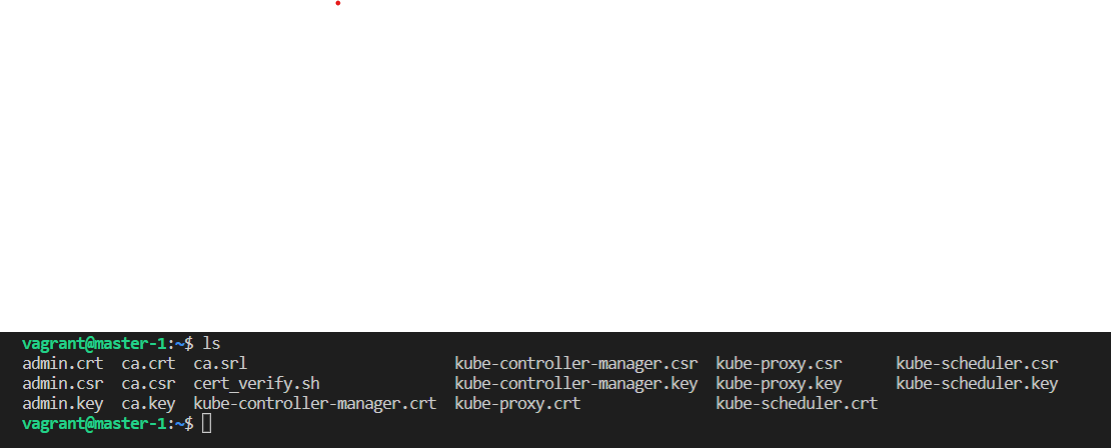 vagrant@master-1:~$ ls
admin.crt  ca.crt  ca.srl                       kube-controller-manager.csr  kube-proxy.csr      kube-scheduler.csr
admin.csr  ca.csr  cert_verify.sh               kube-controller-manager.key  kube-proxy.key      kube-scheduler.key
admin.key  ca.key  kube-controller-manager.crt  kube-proxy.crt               kube-scheduler.crt
vagrant@master-1:~$